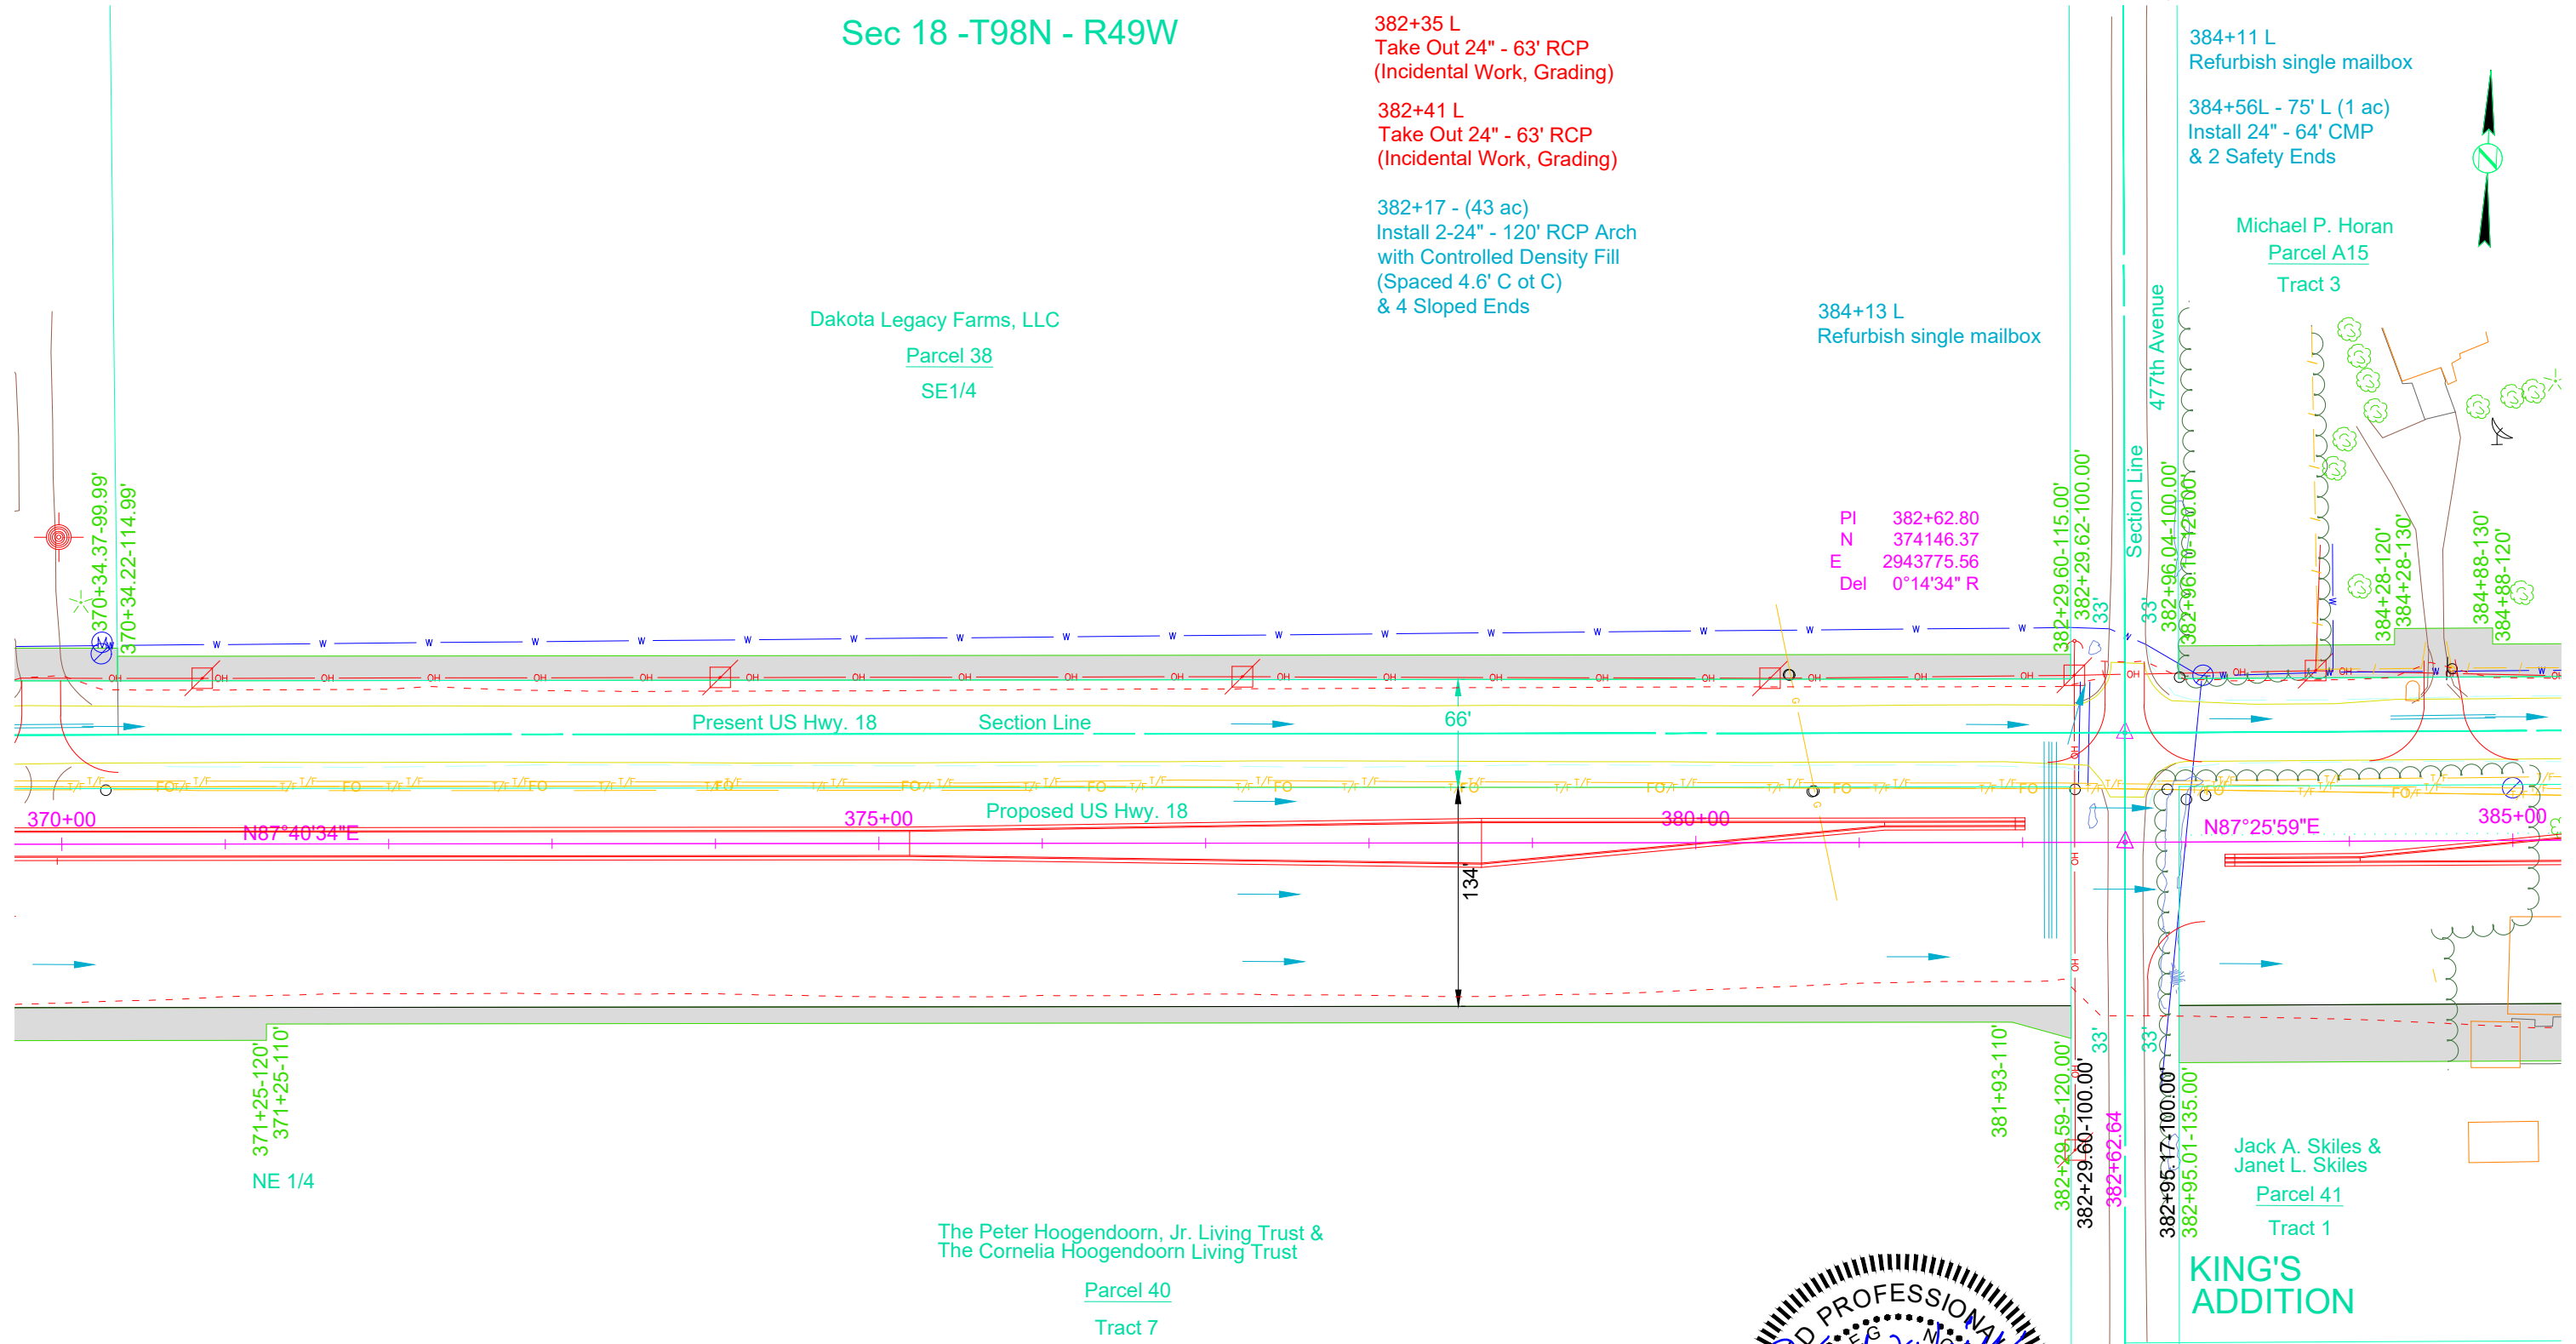 Sec 18 -T98N - R49W
382+35 L
Take Out 24" - 63' RCP
(Incidental Work, Grading)
382+41 L
Take Out 24" - 63' RCP
(Incidental Work, Grading)
382+17 - (43 ac)
Install 2-24" - 120' RCP Arch
with Controlled Density Fill
(Spaced 4.6' C ot C)
& 4 Sloped Ends
384+11 L
Refurbish single mailbox
384+56L - 75' L (1 ac)
Install 24" - 64' CMP
& 2 Safety Ends
Michael P. Horan
Parcel A15
Tract 3
384+13 L
Refurbish single mailbox
Dakota Legacy Farms, LLC
Parcel 38
SE1/4
477th Avenue
Section Line
PI 382+62.80
N 374146.37
E 2943775.56
Del 0°14'34" R
370+34.37-99.99'
370+34.22-114.99'
382+29.60-115.00'
382+29.62-100.00'
33'
33'
382+96.04-100.00'
382+96.10-120.00'
384+28-120'
384+28-130'
384+88-130'
384+88-120'
Present US Hwy. 18
Section Line
66'
Proposed US Hwy. 18
370+00
N87°40'34"E
375+00
380+00
N87°25'59"E
385+00
134'
371+25-120'
371+25-110'
381+93-110'
382+29.59-120.00'
382+29.60-100.00'
382+62.64
33'
33'
382+95.17-100.00'
382+95.01-135.00'
NE 1/4
The Peter Hoogendoorn, Jr. Living Trust &
The Cornelia Hoogendoorn Living Trust
Parcel 40
Tract 7
Jack A. Skiles &
Janet L. Skiles
Parcel 41
Tract 1
KING'S
ADDITION
PROFESSIONAL